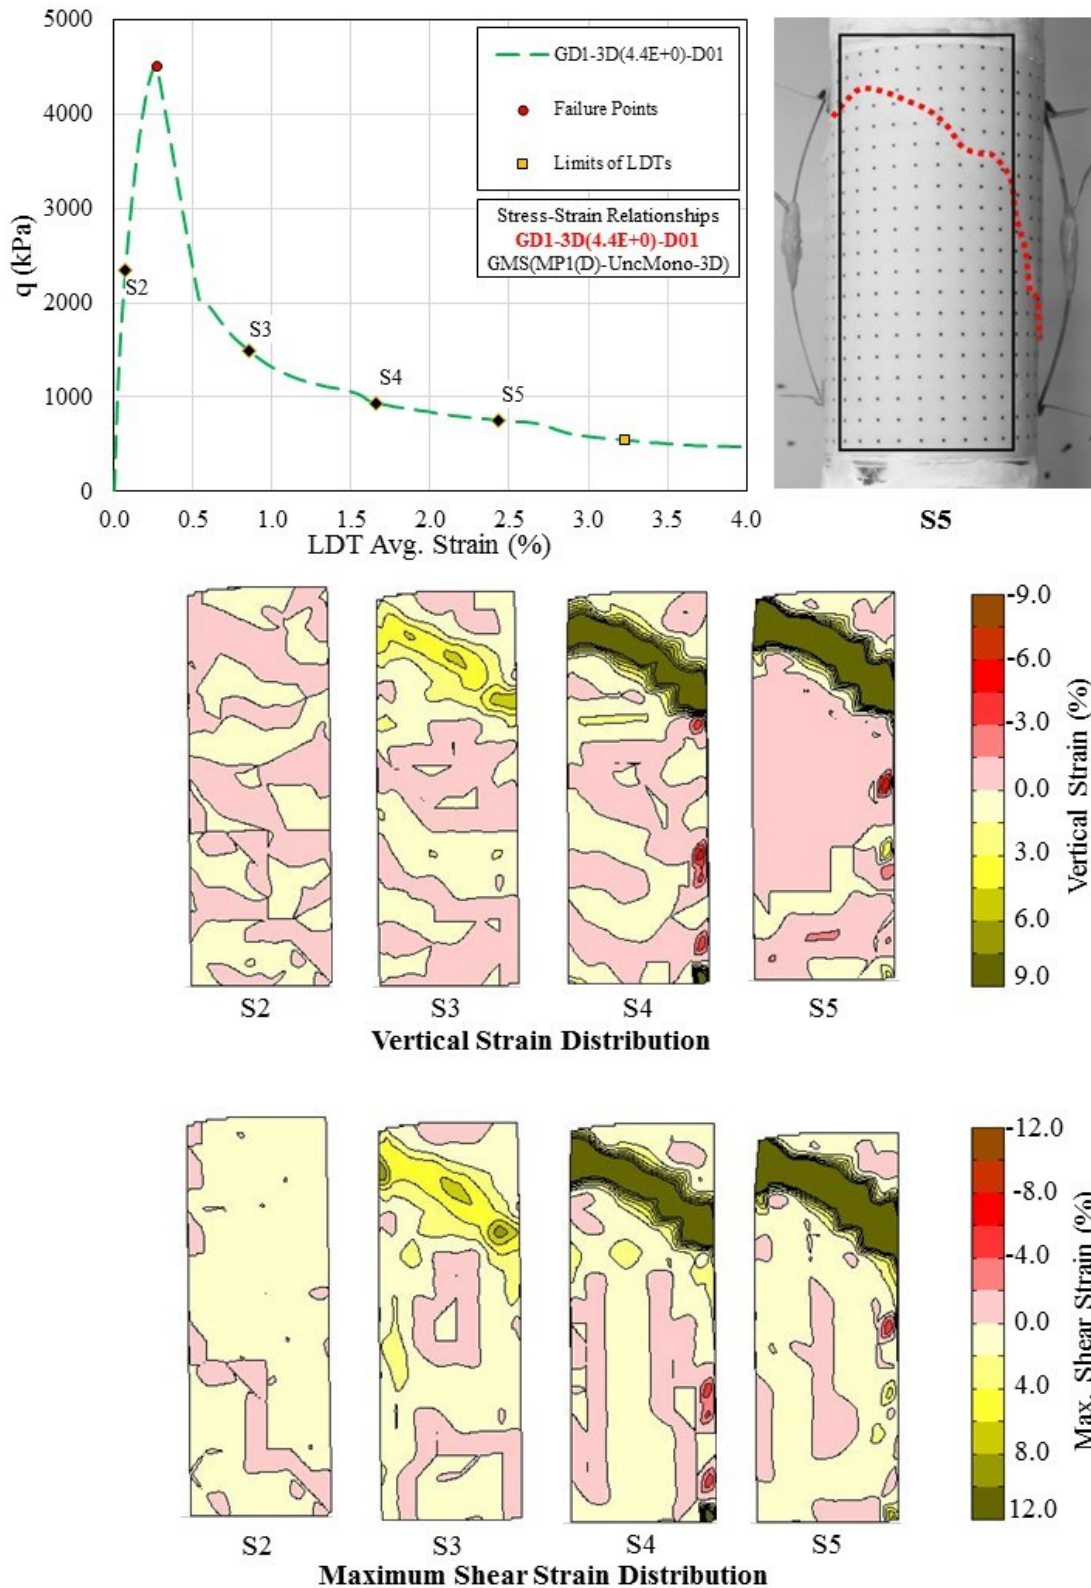 5000
4000
3000
2000
1000
0
q (kPa)
0.0 0.5 1.0 1.5 2.0 2.5 3.0 3.5 4.0
LDT Avg. Strain (%)
GD1-3D(4.4E+0)-D01
Failure Points
Limits of LDTs
Stress-Strain Relationships
GD1-3D(4.4E+0)-D01
GMS(MP1(D)-UncMono-3D)
S2
S3
S4
S5
S5
-9.0
-6.0
-3.0
0.0
3.0
6.0
9.0
Vertical Strain (%)
S2 S3 S4 S5
Vertical Strain Distribution
-12.0
-8.0
-4.0
0.0
4.0
8.0
12.0
Max. Shear Strain (%)
S2 S3 S4 S5
Maximum Shear Strain Distribution